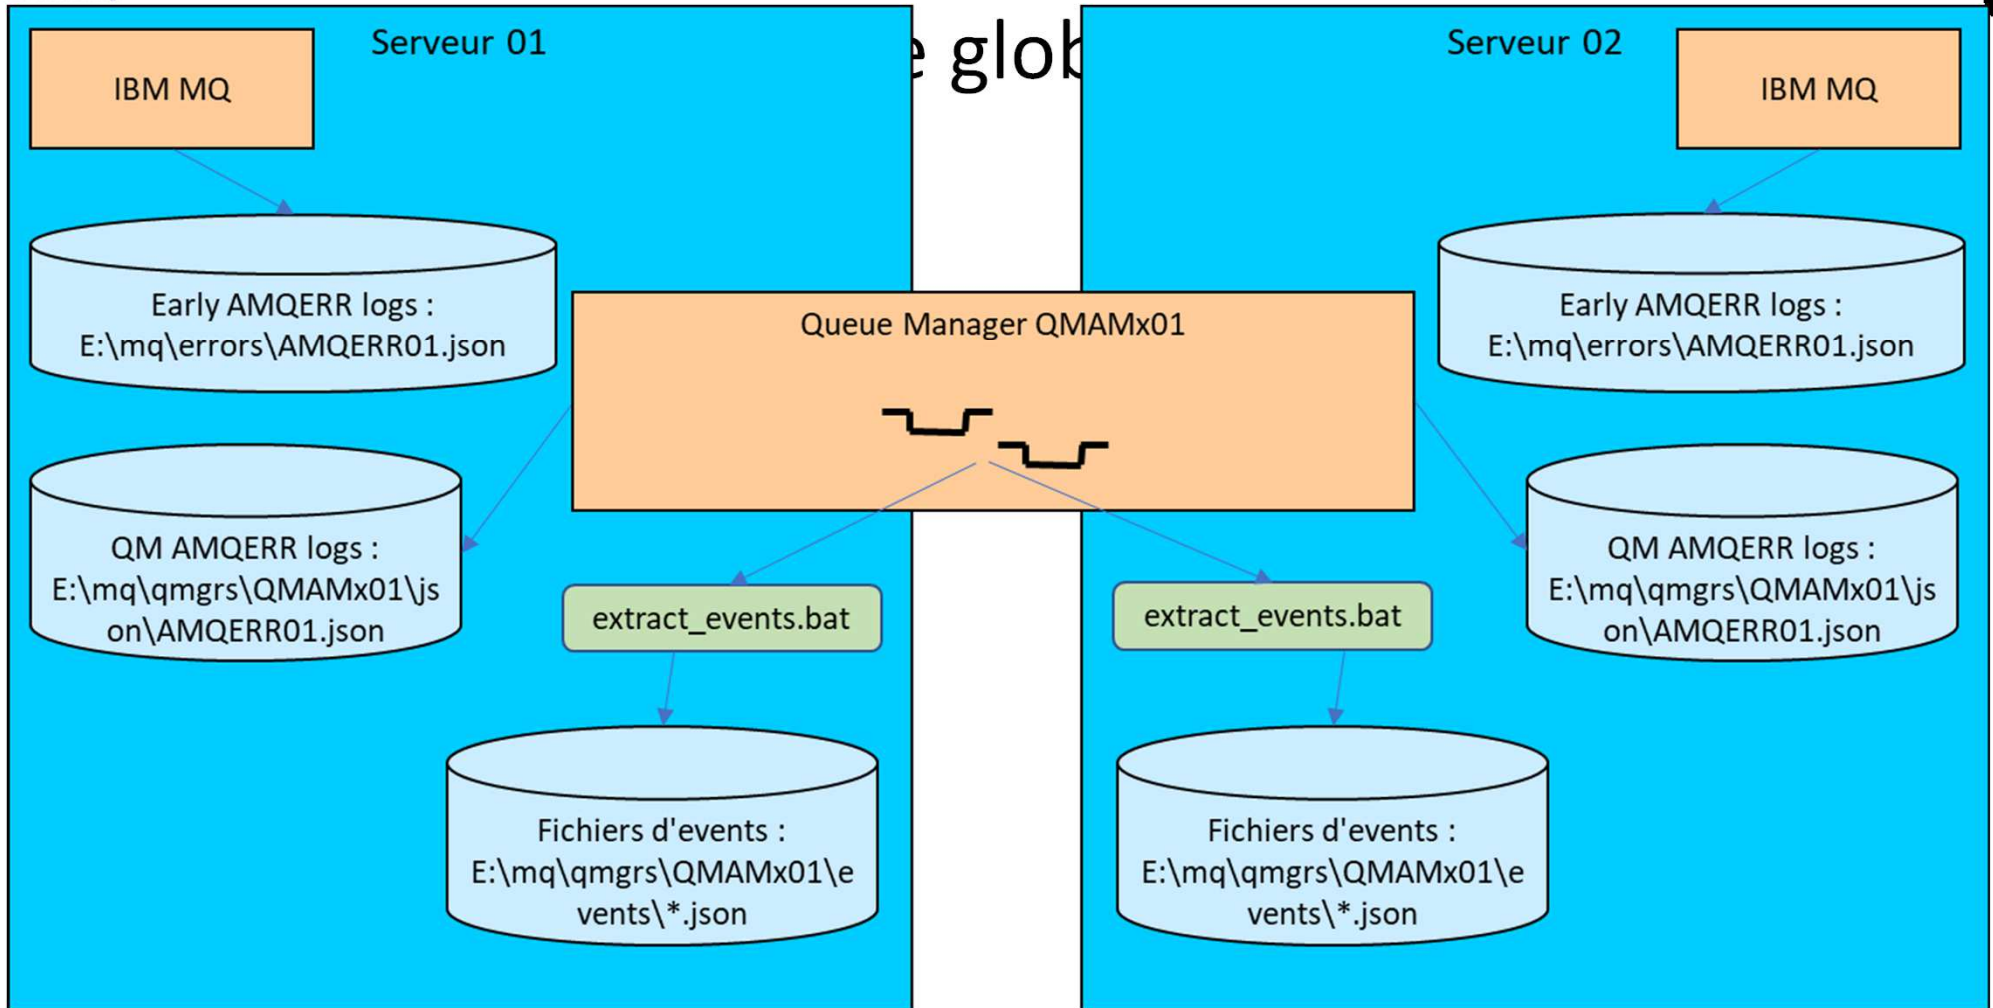 Serveur 01
IBM MQ
Early AMQERR logs :
E:\mq\errors\AMQERR01.json
QM AMQERR logs :
E:\mq\qmgrs\QMAMx01\js
on\AMQERR01.json
e glob
Serveur 02
IBM MQ
Early AMQERR logs :
E:\mq\errors\AMQERR01.json
Queue Manager QMAMx01
QM AMQERR logs :
E:\mq\qmgrs\QMAMx01\js
on\AMQERR01.json
extract_events.bat
extract_events.bat
Fichiers d'events :
E:\mq\qmgrs\QMAMx01\e
vents\*.json
Fichiers d'events :
E:\mq\qmgrs\QMAMx01\e
vents\*.json